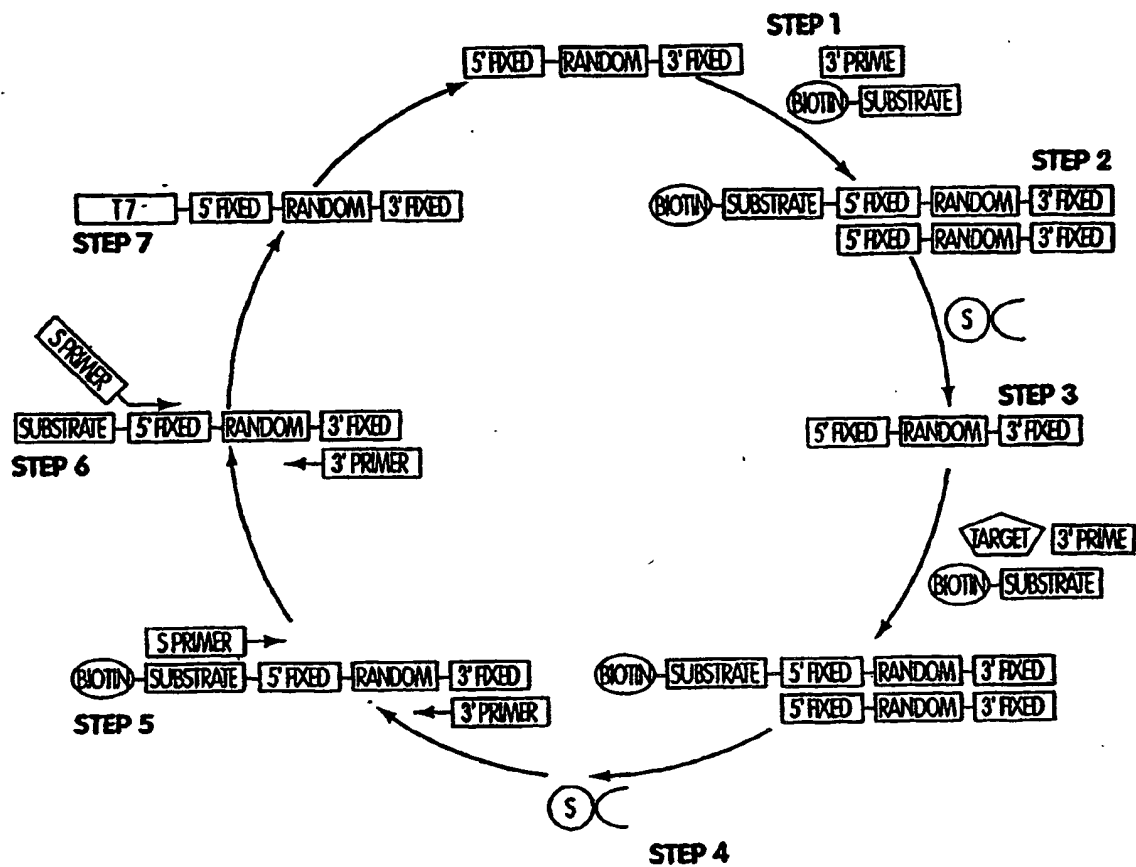 STEP 1
5' FIXED RANDOM 3' FIXED
3' PRIME
BIOTIN SUBSTRATE
STEP 2
BIOTIN SUBSTRATE 5' FIXED RANDOM 3' FIXED
5' FIXED RANDOM 3' FIXED
S
STEP 3
5' FIXED RANDOM 3' FIXED
TARGET 3' PRIME
BIOTIN SUBSTRATE
BIOTIN SUBSTRATE 5' FIXED RANDOM 3' FIXED
5' FIXED RANDOM 3' FIXED
S
STEP 4
S PRIMER
BIOTIN SUBSTRATE 5' FIXED RANDOM 3' FIXED
3' PRIMER
STEP 5
S PRIMER
SUBSTRATE 5' FIXED RANDOM 3' FIXED
3' PRIMER
STEP 6
T7 5' FIXED RANDOM 3' FIXED
STEP 7